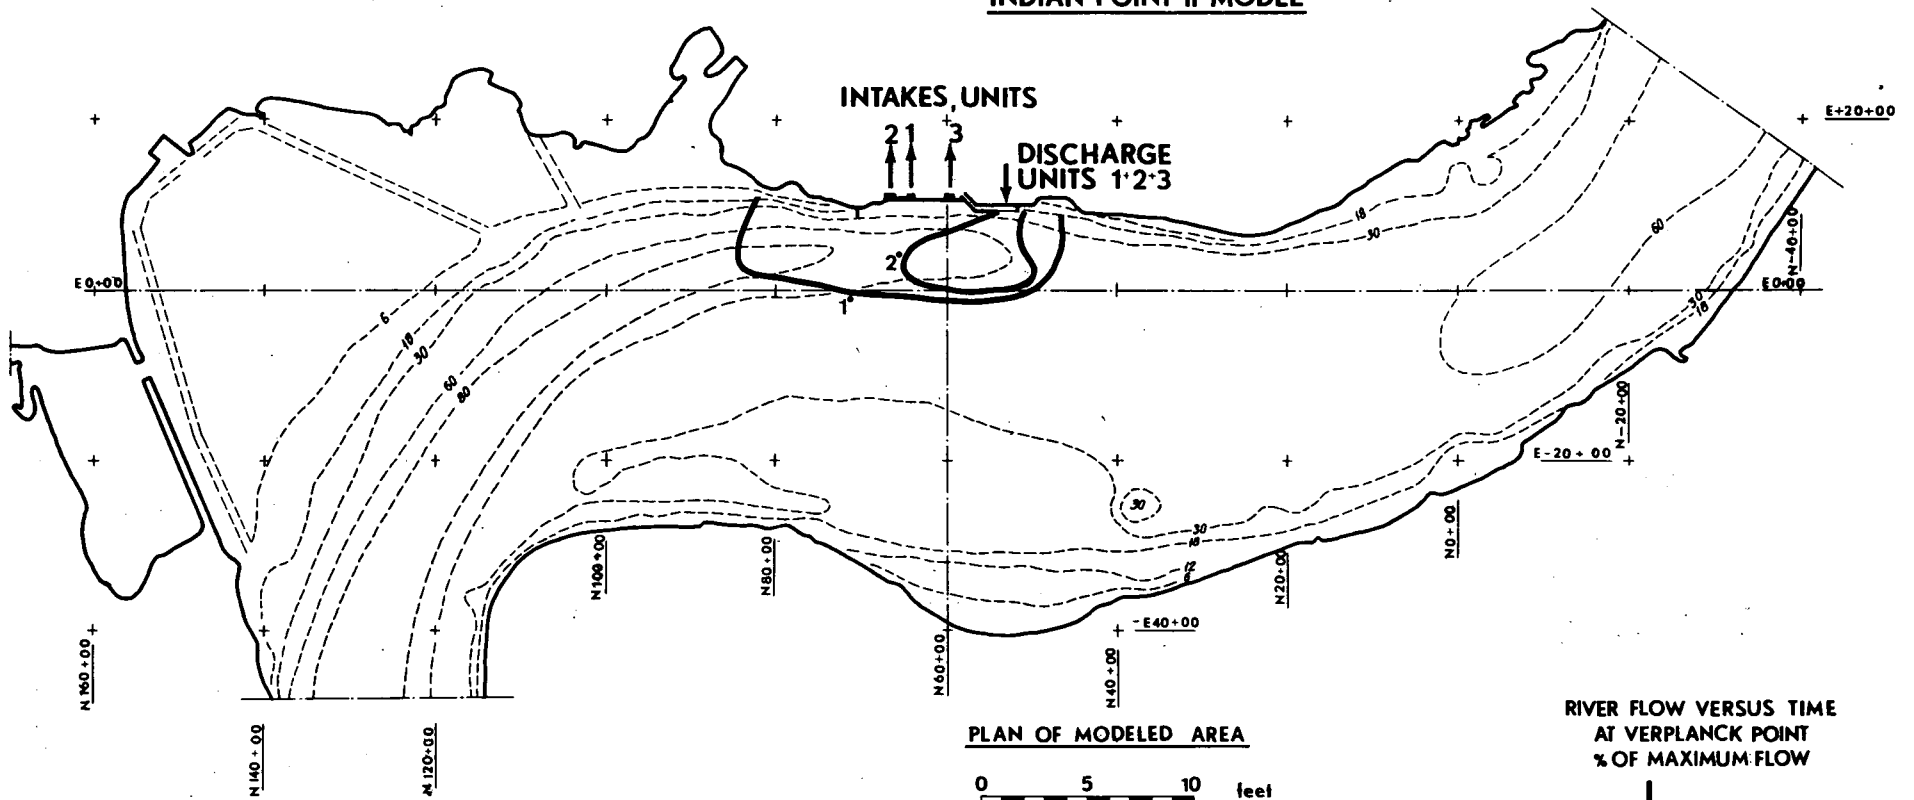 INDIAN POINT II MODEL
INTAKES, UNITS
2 1 3
DISCHARGE
UNITS 1+2+3
E+20+00
E0+00
E0+00
N-40+00
N-20+00
E-20+00
N0+00
N20+00
-E40+00
N40+00
N60+00
N80+00
N100+00
N120+00
N140+00
N160+00
6
18
30
60
80
2
1
18
30
60
30
18
30
30
18
12
6
PLAN OF MODELED AREA
0 5 10 feet
RIVER FLOW VERSUS TIME
AT VERPLANCK POINT
% OF MAXIMUM FLOW